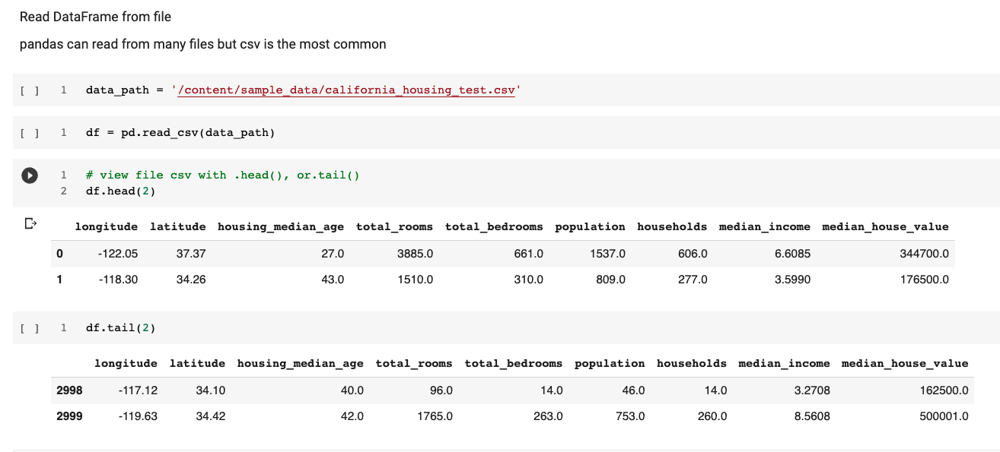 Read DataFrame from file
pandas can read from many files but csv is the most common
[ ] 1 data_path = '/content/sample_data/california_housing_test.csv'
[ ] 1 df = pd.read_csv(data_path)
1 # view file csv with .head(), or.tail()
2 df.head(2)
longitude latitude housing_median_age total_rooms total_bedrooms population households median_income median_house_value
0 -122.05 37.37 27.0 3885.0 661.0 1537.0 606.0 6.6085 344700.0
1 -118.30 34.26 43.0 1510.0 310.0 809.0 277.0 3.5990 176500.0
[ ] 1 df.tail(2)
longitude latitude housing_median_age total_rooms total_bedrooms population households median_income median_house_value
2998 -117.12 34.10 40.0 96.0 14.0 46.0 14.0 3.2708 162500.0
2999 -119.63 34.42 42.0 1765.0 263.0 753.0 260.0 8.5608 500001.0